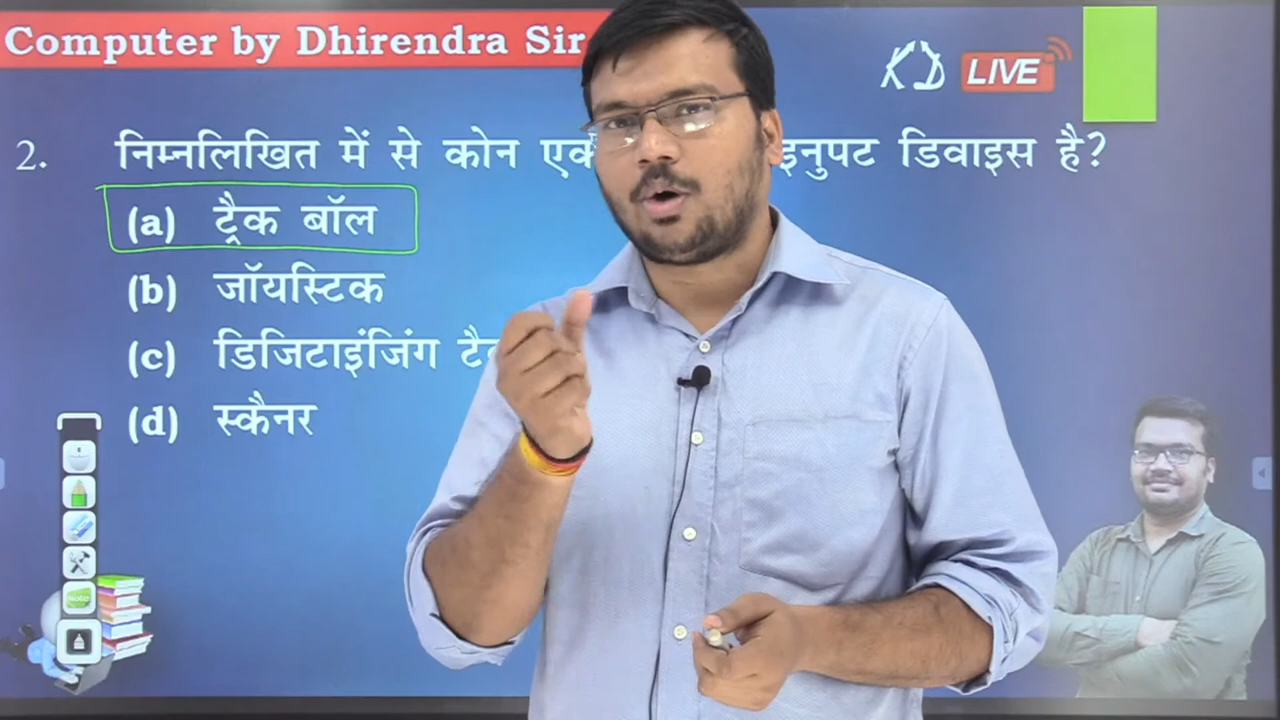 Computer by Dhirendra Sir
KD LIVE
2. निम्नलिखित में से कोन एक इनुपट डिवाइस है?
(a) ट्रैक बॉल
(b) जॉयस्टिक
(c) डिजिटाइंजिंग
(d) स्कैनर